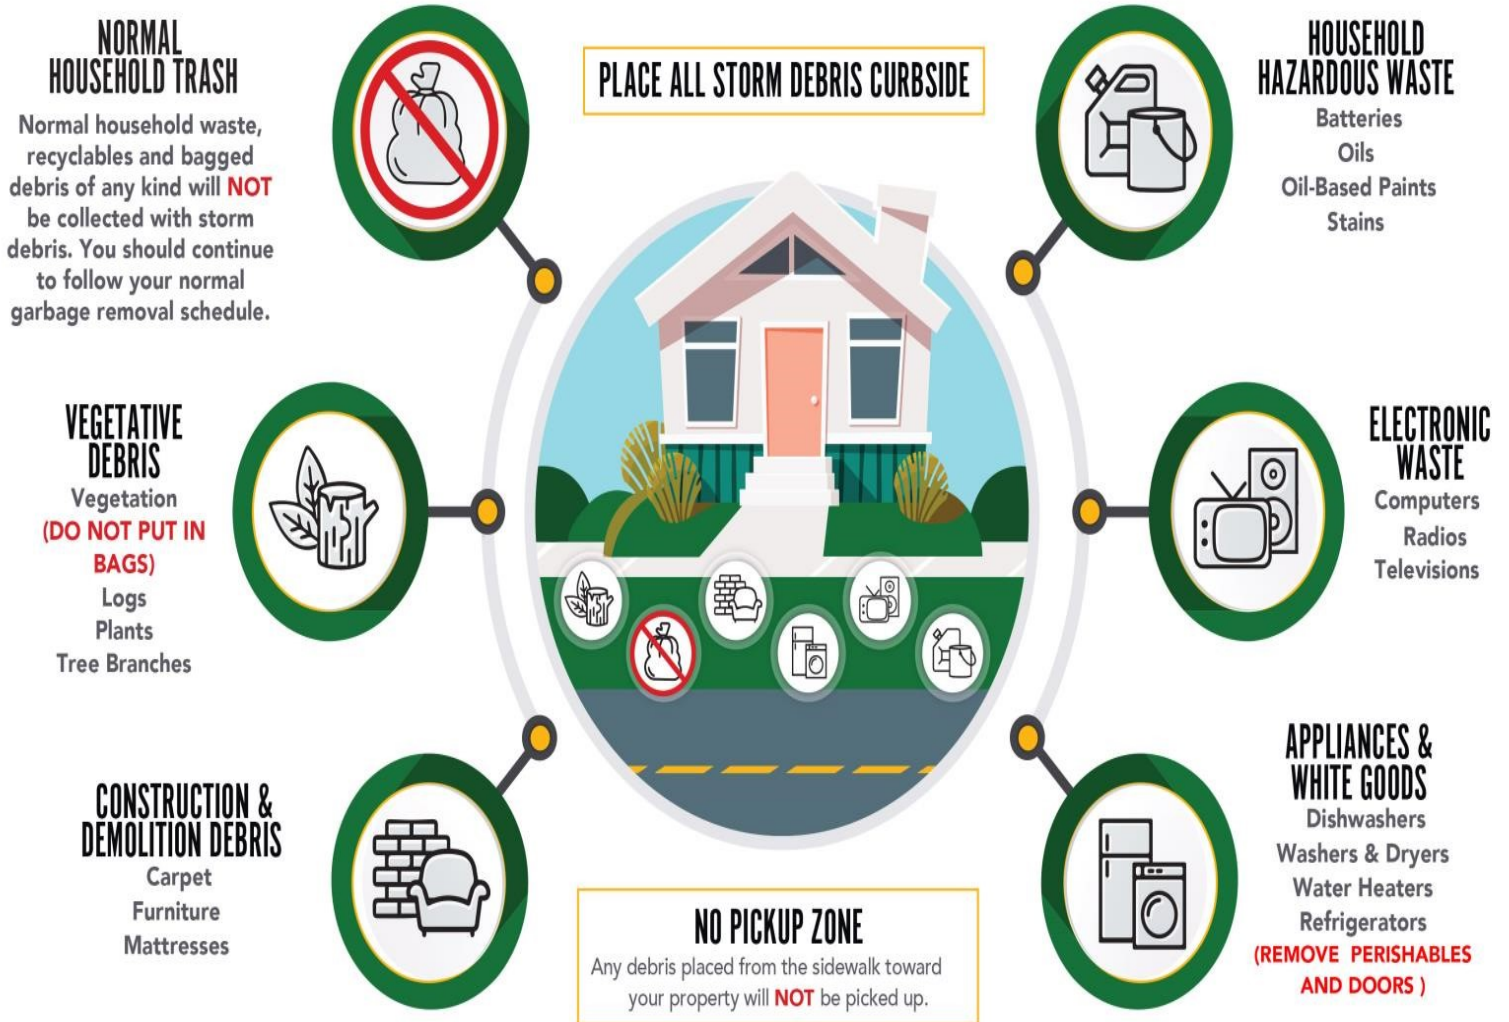 NORMAL
HOUSEHOLD TRASH
Normal household waste,
recyclables and bagged
debris of any kind will NOT
be collected with storm
debris. You should continue
to follow your normal
garbage removal schedule.
PLACE ALL STORM DEBRIS CURBSIDE
HOUSEHOLD
HAZARDOUS WASTE
Batteries
Oils
Oil-Based Paints
Stains
VEGETATIVE
DEBRIS
Vegetation
(DO NOT PUT IN
BAGS)
Logs
Plants
Tree Branches
ELECTRONIC
WASTE
Computers
Radios
Televisions
CONSTRUCTION &
DEMOLITION DEBRIS
Carpet
Furniture
Mattresses
NO PICKUP ZONE
Any debris placed from the sidewalk toward
your property will NOT be picked up.
APPLIANCES &
WHITE GOODS
Dishwashers
Washers & Dryers
Water Heaters
Refrigerators
(REMOVE PERISHABLES
AND DOORS )